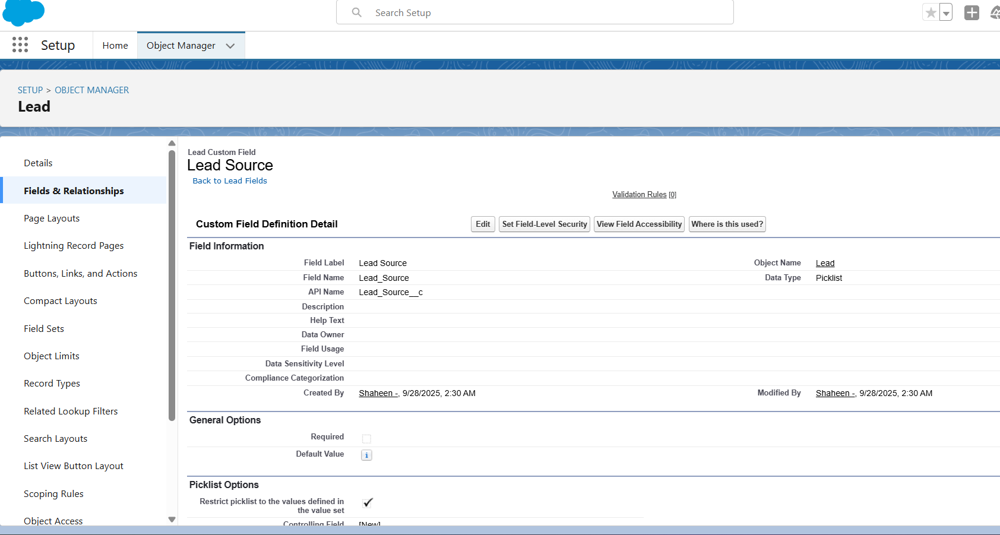 Search Setup
Setup
Home
Object Manager
SETUP > OBJECT MANAGER
Lead
Details
Fields & Relationships
Page Layouts
Lightning Record Pages
Buttons, Links, and Actions
Compact Layouts
Field Sets
Object Limits
Record Types
Related Lookup Filters
Search Layouts
List View Button Layout
Scoping Rules
Object Access
Lead Custom Field
Lead Source
Back to Lead Fields
Validation Rules [0]
Custom Field Definition Detail
Edit
Set Field-Level Security
View Field Accessibility
Where is this used?
Field Information
Field Label Lead Source
Object Name Lead
Field Name Lead_Source
Data Type Picklist
API Name Lead_Source__c
Description
Help Text
Data Owner
Field Usage
Data Sensitivity Level
Compliance Categorization
Created By Shaheen -, 9/28/2025, 2:30 AM
Modified By Shaheen -, 9/28/2025, 2:30 AM
General Options
Required
Default Value
Picklist Options
Restrict picklist to the values defined in
the value set
Controlling Field [New]